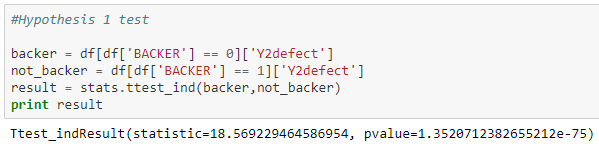 #Hypothesis 1 test
backer = df[df['BACKER'] == 0]['Y2defect']
not_backer = df[df['BACKER'] == 1]['Y2defect']
result = stats.ttest_ind(backer,not_backer)
print result
Ttest_indResult(statistic=18.569229464586954, pvalue=1.3520712382655212e-75)